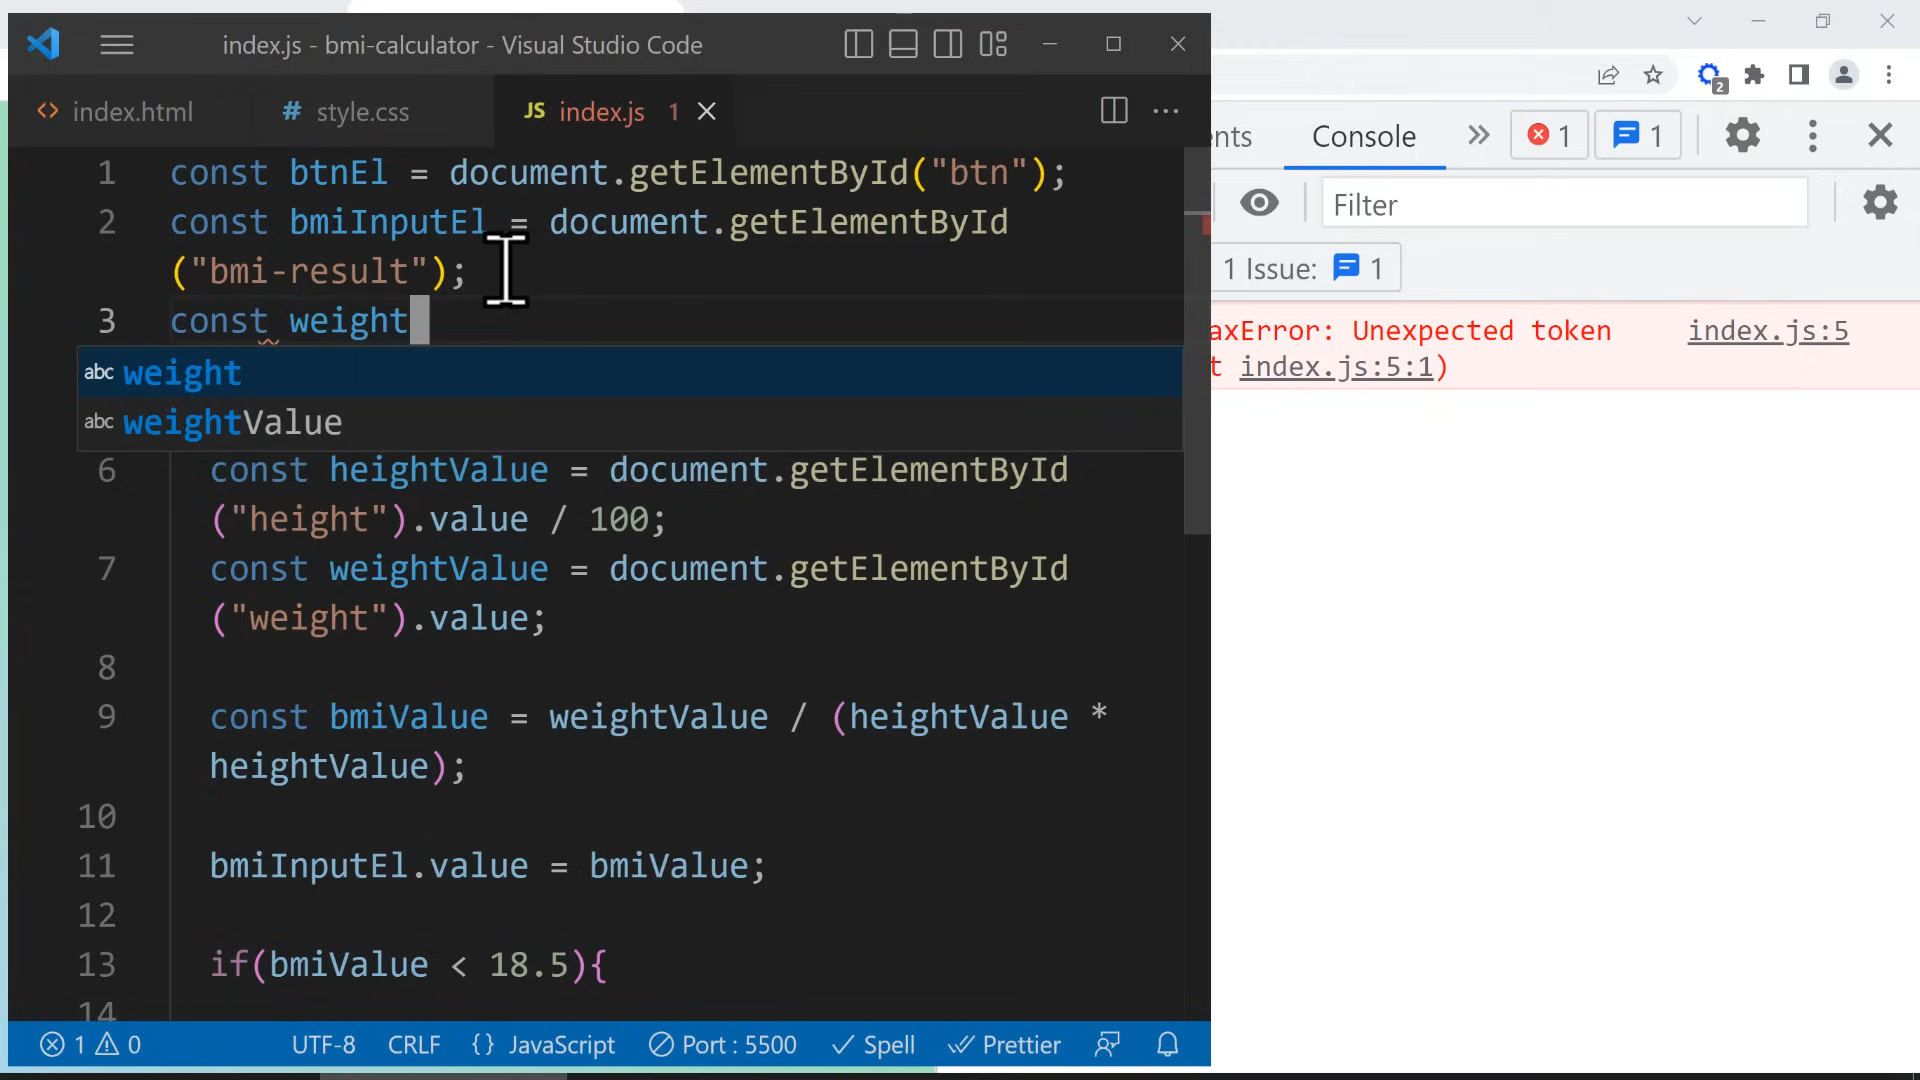 index.js - bmi-calculator - Visual Studio Code
index.html
style.css
JS index.js 1
1 const btnEl = document.getElementById("btn");
2 const bmiInputEl = document.getElementById
("bmi-result");
3 const weight
abc weight
abc weightValue
6 const heightValue = document.getElementById
("height").value / 100;
7 const weightValue = document.getElementById
("weight").value;
8
9 const bmiValue = weightValue / (heightValue *
heightValue);
10
11 bmiInputEl.value = bmiValue;
12
13 if(bmiValue < 18.5){
14
1 0 UTF-8 CRLF {} JavaScript Port : 5500 Spell Prettier
2
ents Console 1 1
Filter
1 Issue: 1
axError: Unexpected token index.js:5
t index.js:5:1)